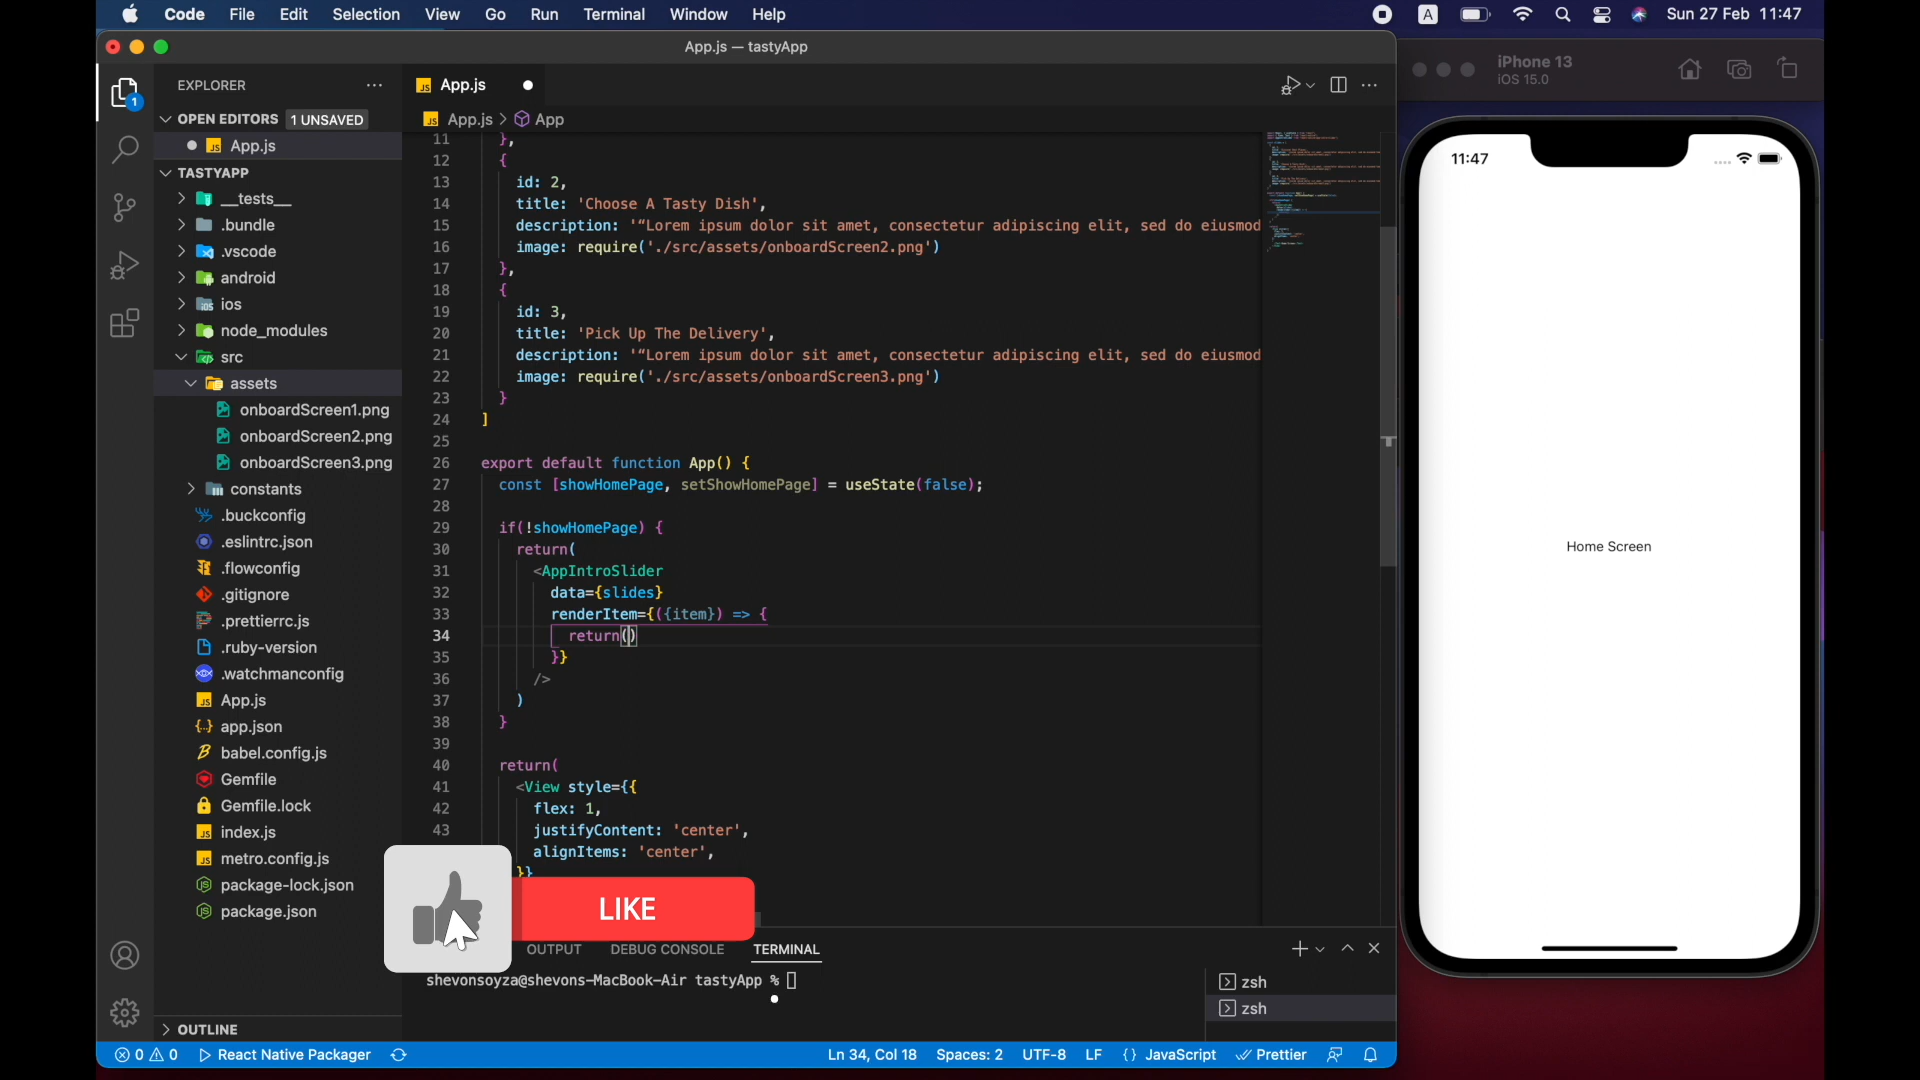 Code File Edit Selection View Go Run Terminal Window Help
A Sun 27 Feb 11:47
App.js — tastyApp
iPhone 13
iOS 15.0
EXPLORER
App.js
1
OPEN EDITORS 1 UNSAVED
App.js > App
App.js
TASTYAPP
__tests__
.bundle
.vscode
android
ios
node_modules
src
assets
onboardScreen1.png
onboardScreen2.png
onboardScreen3.png
constants
.buckconfig
.eslintrc.json
.flowconfig
.gitignore
.prettierrc.js
.ruby-version
.watchmanconfig
App.js
app.json
babel.config.js
Gemfile
Gemfile.lock
index.js
metro.config.js
package-lock.json
package.json
OUTLINE
11 },
12 {
13 id: 2,
14 title: 'Choose A Tasty Dish',
15 description: '“Lorem ipsum dolor sit amet, consectetur adipiscing elit, sed do eiusmod
16 image: require('./src/assets/onboardScreen2.png')
17 },
18 {
19 id: 3,
20 title: 'Pick Up The Delivery',
21 description: '“Lorem ipsum dolor sit amet, consectetur adipiscing elit, sed do eiusmod
22 image: require('./src/assets/onboardScreen3.png')
23 }
24 ]
25
26 export default function App() {
27 const [showHomePage, setShowHomePage] = useState(false);
28
29 if(!showHomePage) {
30 return(
31 <AppIntroSlider
32 data={slides}
33 renderItem={({item}) => {
34 return()
35 }}
36 />
37 )
38 }
39
40 return(
41 <View style={{
42 flex: 1,
43 justifyContent: 'center',
alignItems: 'center',
}}
LIKE
OUTPUT DEBUG CONSOLE TERMINAL
shevonsoyza@shevons-MacBook-Air tastyApp %
zsh
zsh
0 0 React Native Packager Ln 34, Col 18 Spaces: 2 UTF-8 LF {} JavaScript Prettier
11:47
Home Screen